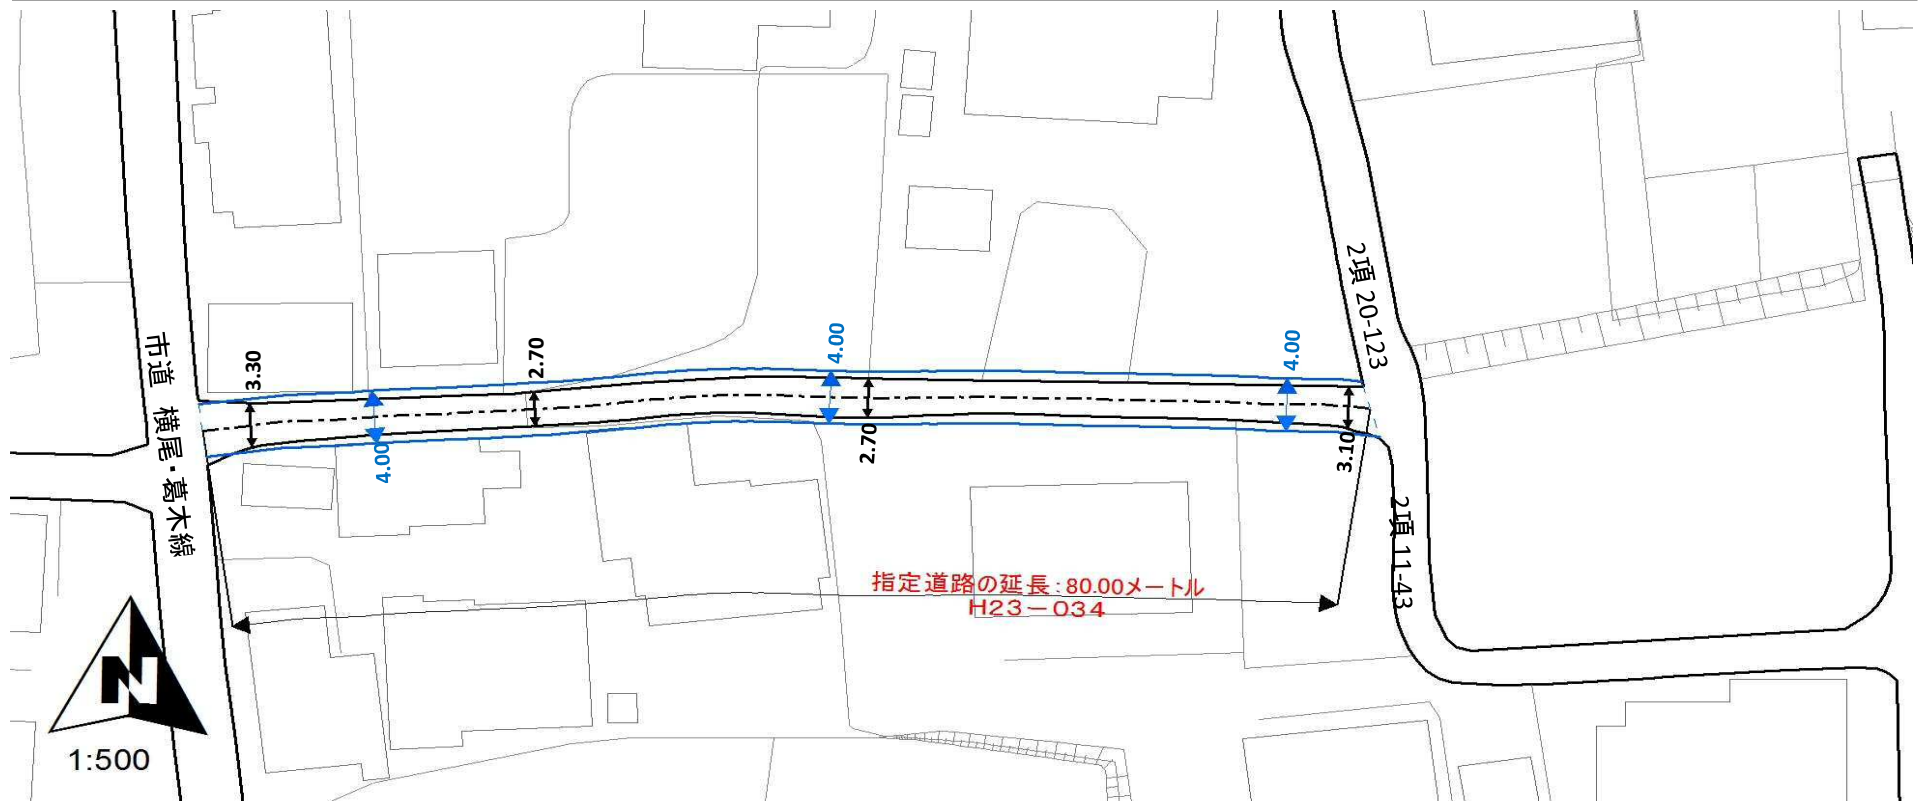 2項 20-123
4.00
4.00
2.70
3.30
市道 横尾・葛木線
4.00
2.70
3.10
2項 11-43
指定道路の延長:80.00メートル
H23－034
N
1:500